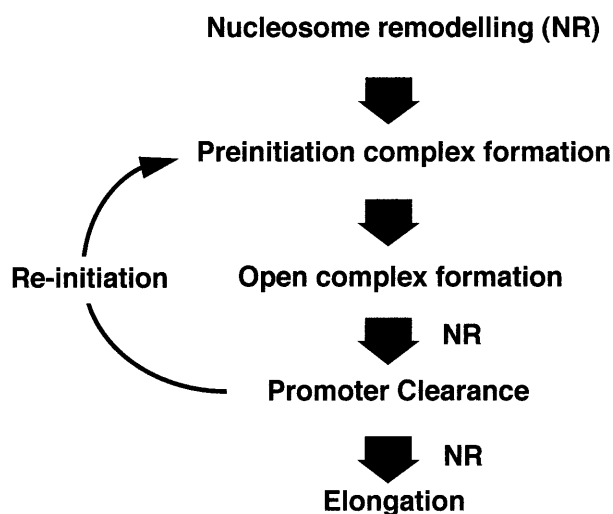 Nucleosome remodelling (NR)
Preinitiation complex formation
Re-initiation
Open complex formation
NR
Promoter Clearance
NR
Elongation